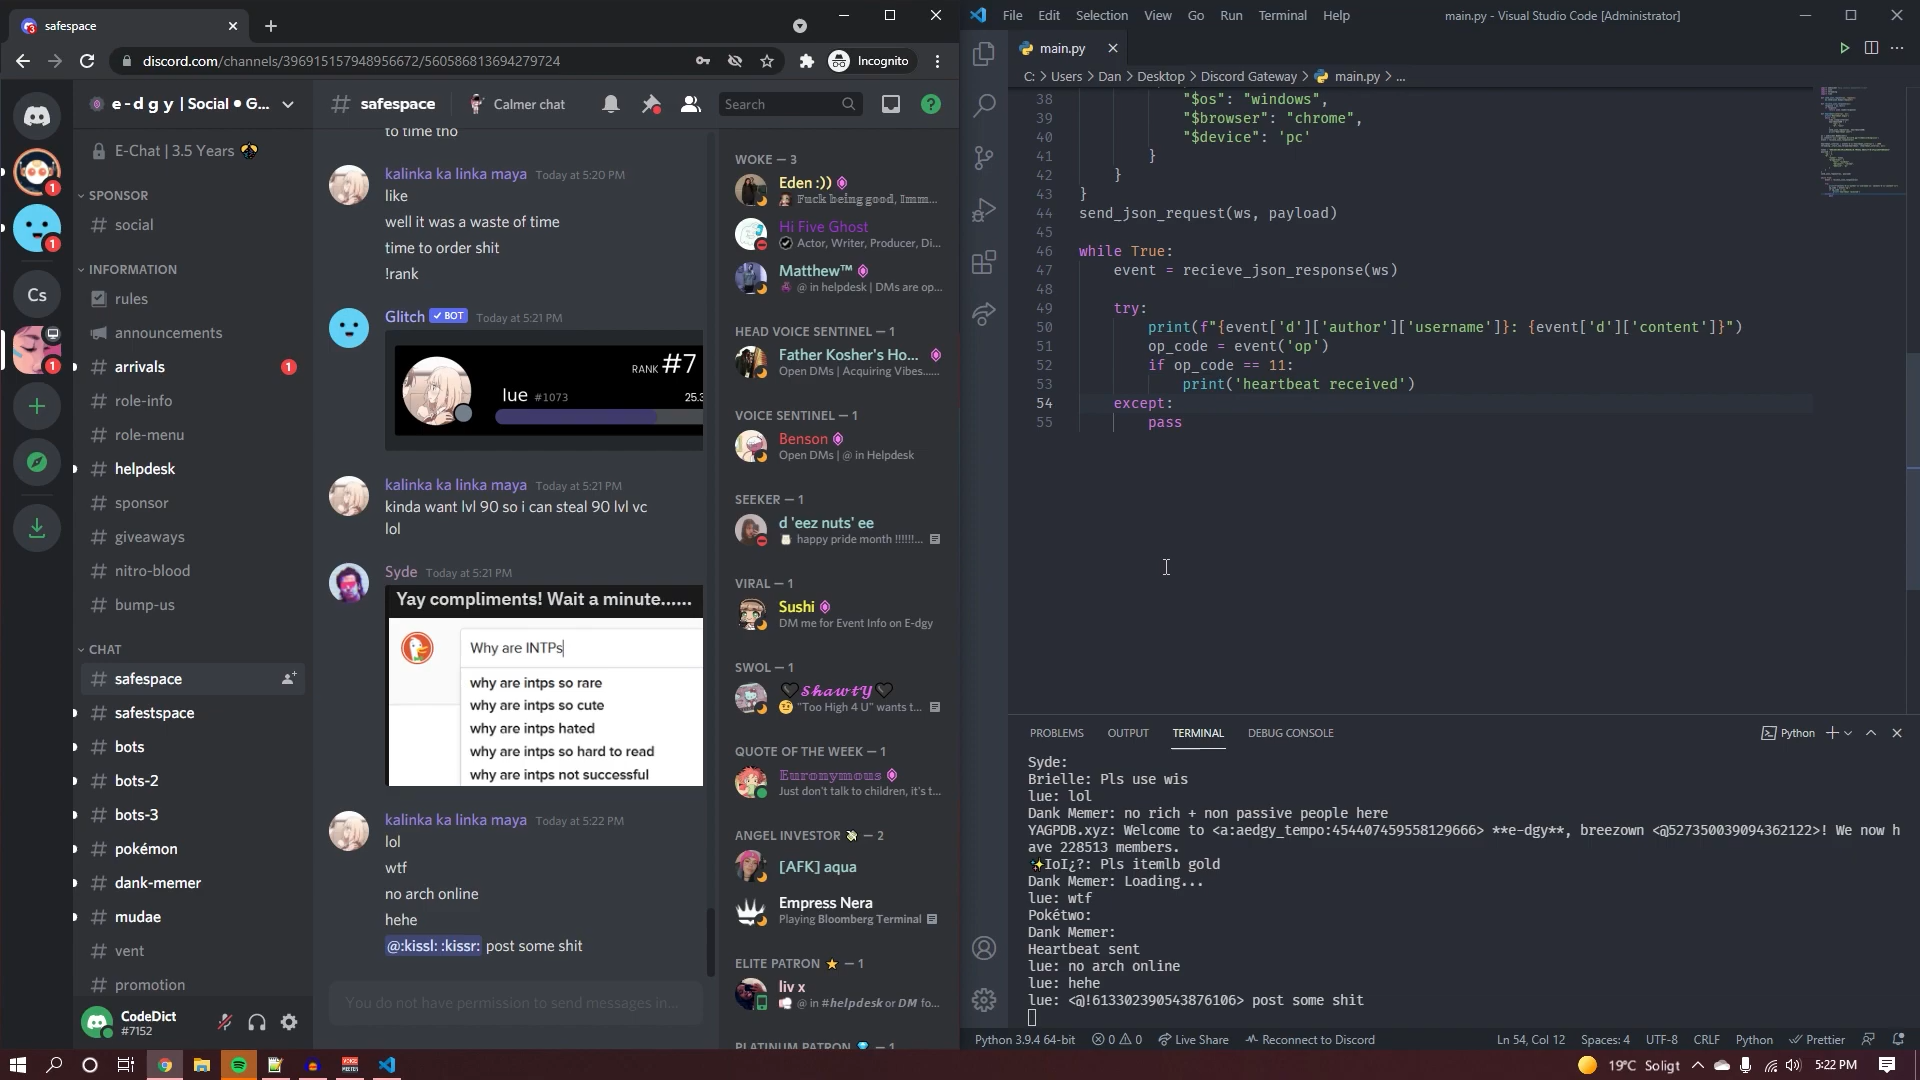 safespace
discord.com/channels/396915157948956672/560586813694279724
Incognito
e - d g y | Social • G...
safespace
Calmer chat
Search
E-Chat | 3.5 Years
SPONSOR
social
INFORMATION
rules
announcements
arrivals
1
role-info
role-menu
helpdesk
sponsor
giveaways
nitro-blood
bump-us
CHAT
safespace
safestspace
bots
bots-2
bots-3
pokémon
dank-memer
mudae
vent
promotion
Cs
CodeDict
#7152
to time tho
kalinka ka linka maya Today at 5:20 PM
like
well it was a waste of time
time to order shit
!rank
Glitch BOT Today at 5:21 PM
RANK #7
lue #1073
25.3
kalinka ka linka maya Today at 5:21 PM
kinda want lvl 90 so i can steal 90 lvl vc
lol
Syde Today at 5:21 PM
Yay compliments! Wait a minute......
Why are INTPs
why are intps so rare
why are intps so cute
why are intps hated
why are intps so hard to read
why are intps not successful
kalinka ka linka maya Today at 5:22 PM
lol
wtf
no arch online
hehe
@:kissl: :kissr: post some shit
You do not have permission to send messages in...
WOKE — 3
Eden :))
Fuck being good, Imm...
Hi Five Ghost
Actor, Writer, Producer, Di...
Matthew™
@ in helpdesk | DMs are op...
HEAD VOICE SENTINEL — 1
Father Kosher's Ho...
Open DMs | Acquiring Vibes......
VOICE SENTINEL — 1
Benson
Open DMs | @ in Helpdesk
SEEKER — 1
d 'eez nuts' ee
happy pride month !!!!!!...
VIRAL — 1
Sushi
DM me for Event Info on E-dgy
SWOL — 1
🖤𝓢𝓱𝓪𝔀𝓽𝓨🖤
"Too High 4 U" wants t...
QUOTE OF THE WEEK — 1
𝔼𝕦𝕣𝕠𝕟𝕪𝕞𝕠𝕦𝕤
Just don't talk to children, it's t...
ANGEL INVESTOR 💸 — 2
[AFK] aqua
Empress Nera
Playing Bloomberg Terminal
ELITE PATRON ⭐ — 1
liv x
@ in #helpdesk or DM fo...
PLATINUM PATRON 💎 — 1
File Edit Selection View Go Run Terminal Help
main.py - Visual Studio Code [Administrator]
main.py
C: > Users > Dan > Desktop > Discord Gateway > main.py > ...
38 "$os": "windows",
39 "$browser": "chrome",
40 "$device": 'pc'
41 }
42 }
43 }
44 send_json_request(ws, payload)
45
46 while True:
47 event = recieve_json_response(ws)
48
49 try:
50 print(f"{event['d']['author']['username']}: {event['d']['content']}")
51 op_code = event('op')
52 if op_code == 11:
53 print('heartbeat received')
54 except:
55 pass
PROBLEMS OUTPUT TERMINAL DEBUG CONSOLE
Python
Syde:
Brielle: Pls use wis
lue: lol
Dank Memer: no rich + non passive people here
YAGPDB.xyz: Welcome to <a:aedgy_tempo:454407459558129666> **e-dgy**, breezown <@527350039094362122>! We now h
ave 228513 members.
✨IoI¿?: Pls itemlb gold
Dank Memer: Loading...
lue: wtf
Pokétwo:
Dank Memer:
Heartbeat sent
lue: no arch online
lue: hehe
lue: <@!613302390543876106> post some shit
Python 3.9.4 64-bit 0 0 Live Share Reconnect to Discord
Ln 54, Col 12 Spaces: 4 UTF-8 CRLF Python Prettier
19°C Soligt 5:22 PM